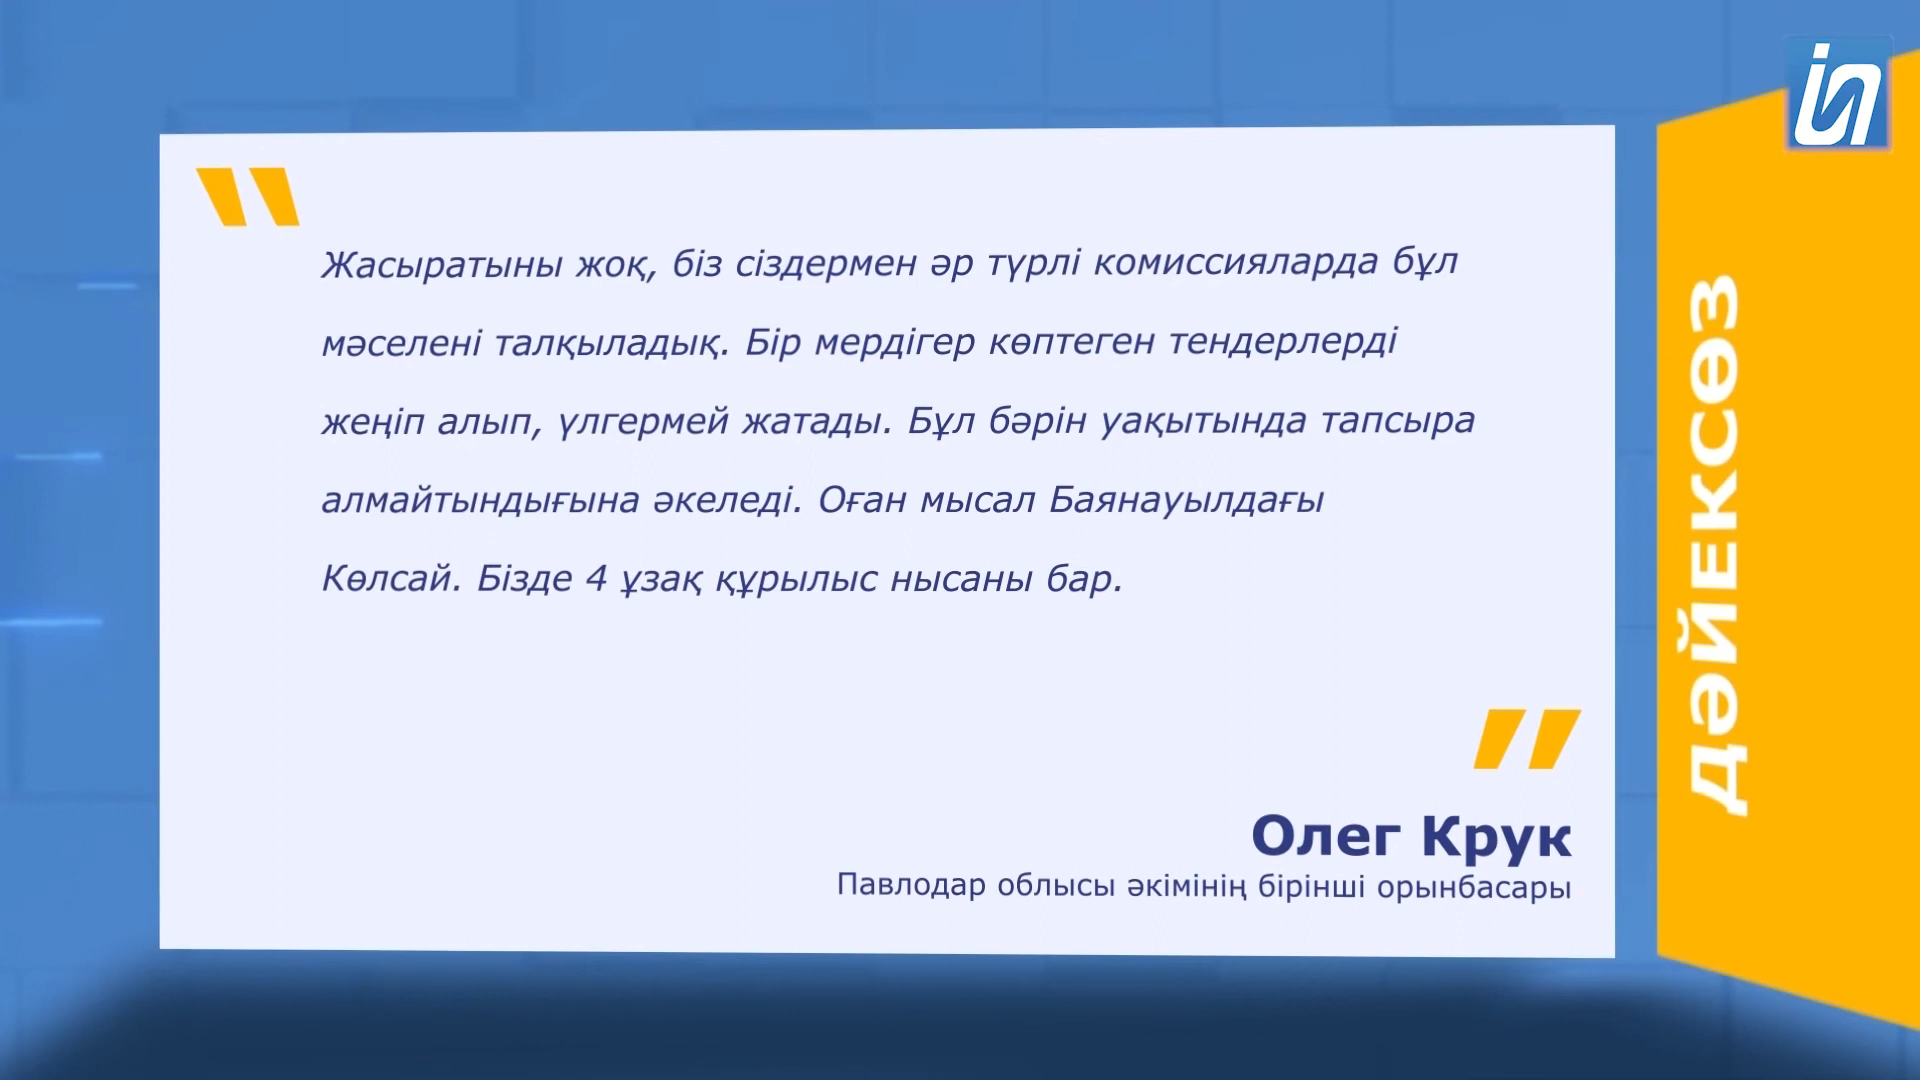 Жасыратыны жоқ, біз сіздермен әр түрлі комиссияларда бұл
мәселені талқыладық. Бір мердігер көптеген тендерлерді
жеңіп алып, үлгермей жатады. Бұл бәрін уақытында тапсыра
алмайтындығына әкеледі. Оған мысал Баянауылдағы
Көлсай. Бізде 4 ұзақ құрылыс нысаны бар.
Олег Крук
Павлодар облысы әкімінің бірінші орынбасары
ДӘЙЕКСӨЗ